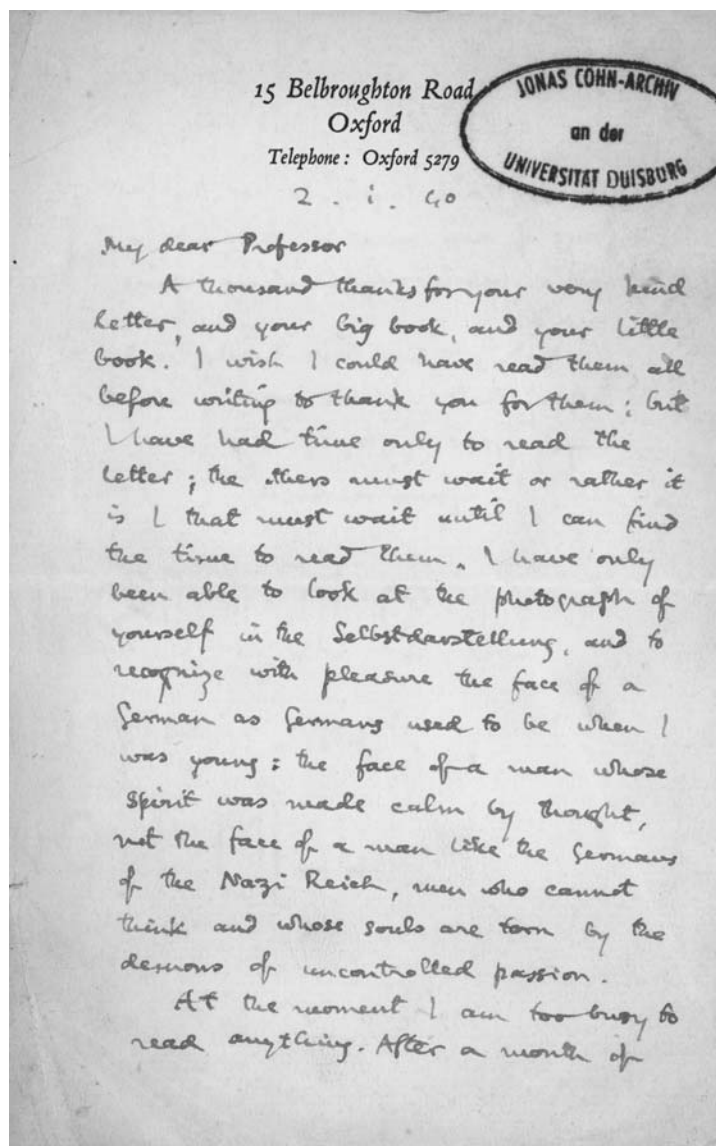 15 Belbroughton Road
Oxford
Telephone: Oxford 5279
JONAS COHN-ARCHIV
an der
UNIVERSITÄT DUISBURG
2. i. 40
My dear Professor
A thousand thanks for your very kind
letter, and your big book, and your little
book. I wish I could have read them all
before writing to thank you for them; but
I have had time only to read the
letter; the others must wait or rather it
is I that must wait until I can find
the time to read them. I have only
been able to look at the photograph of
yourself in the Selbstdarstellung, and to
recognize with pleasure the face of a
German as Germans used to be when I
was young: the face of a man whose
spirit was made calm by thought,
not the face of a man like the Germans
of the Nazi Reich, men who cannot
think and whose souls are torn by the
demons of uncontrolled passion.
At the moment I am too busy to
read anything. After a month of